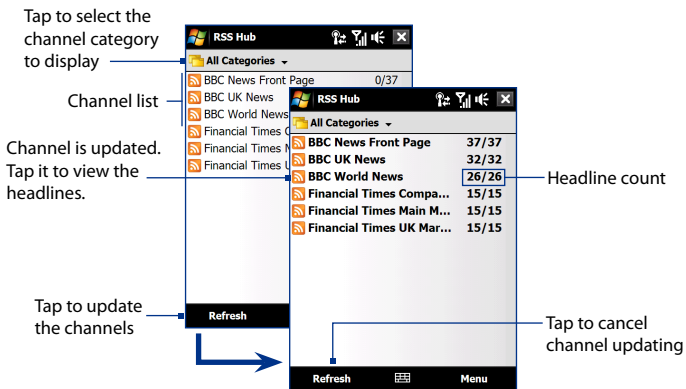 Tap to select the
channel category
to display
Channel list
Channel is updated.
Tap it to view the
headlines.
Tap to update
the channels
RSS Hub
All Categories
BBC News Front Page 0/37
BBC UK News
BBC World News
Financial Times
Financial Times
Financial Times
Refresh
RSS Hub
All Categories
BBC News Front Page 37/37
BBC UK News 32/32
BBC World News 26/26
Financial Times Compa... 15/15
Financial Times Main M... 15/15
Financial Times UK Mar... 15/15
Refresh
Menu
Headline count
Tap to cancel
channel updating